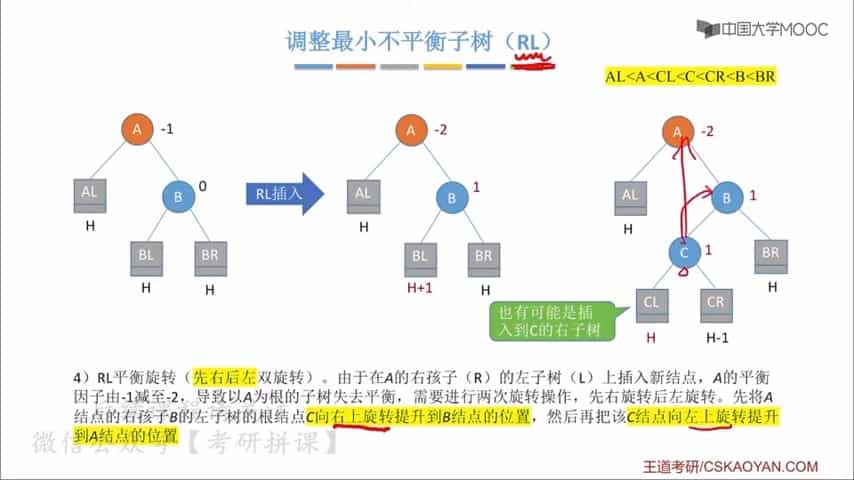 中国大学MOOC
调整最小不平衡子树（RL）
AL<A<CL<C<CR<B<BR
A -1
AL
H
B 0
BL
H
BR
H
RL插入
A -2
AL
H
B 1
BL
H+1
BR
H
A -2
AL
H
B 1
C 1
BR
H
CL
H
CR
H-1
也有可能是插
入到C的右子树
4）RL平衡旋转（先右后左双旋转）。由于在A的右孩子（R）的左子树（L）上插入新结点，A的平衡
因子由-1减至-2，导致以A为根的子树失去平衡，需要进行两次旋转操作，先右旋转后左旋转。先将A
结点的右孩子B的左子树的根结点C向右上旋转提升到B结点的位置，然后再把该C结点向左上旋转提升
到A结点的位置
微信公众号【考研拼课】
王道考研/CSKAOYAN.COM